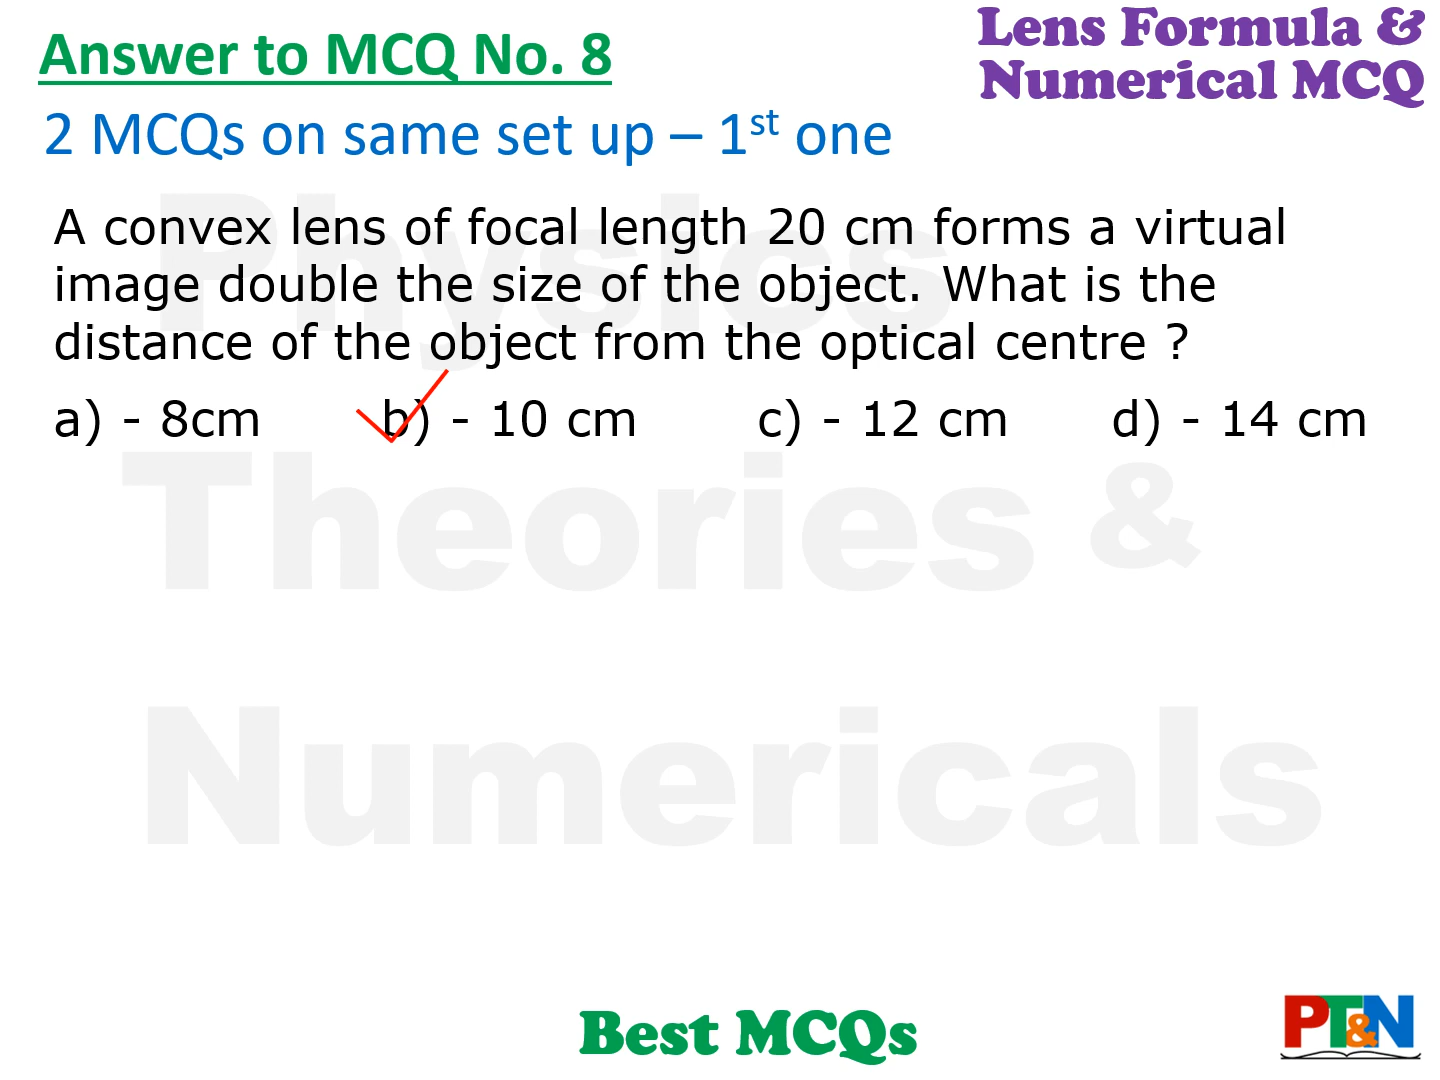 Answer to MCQ No. 8
Lens Formula &
Numerical MCQ
2 MCQs on same set up – 1st one
A convex lens of focal length 20 cm forms a virtual
image double the size of the object. What is the
distance of the object from the optical centre ?
a) - 8cm b) - 10 cm c) - 12 cm d) - 14 cm
Physics
Theories &
Numericals
Best MCQs
PT&N